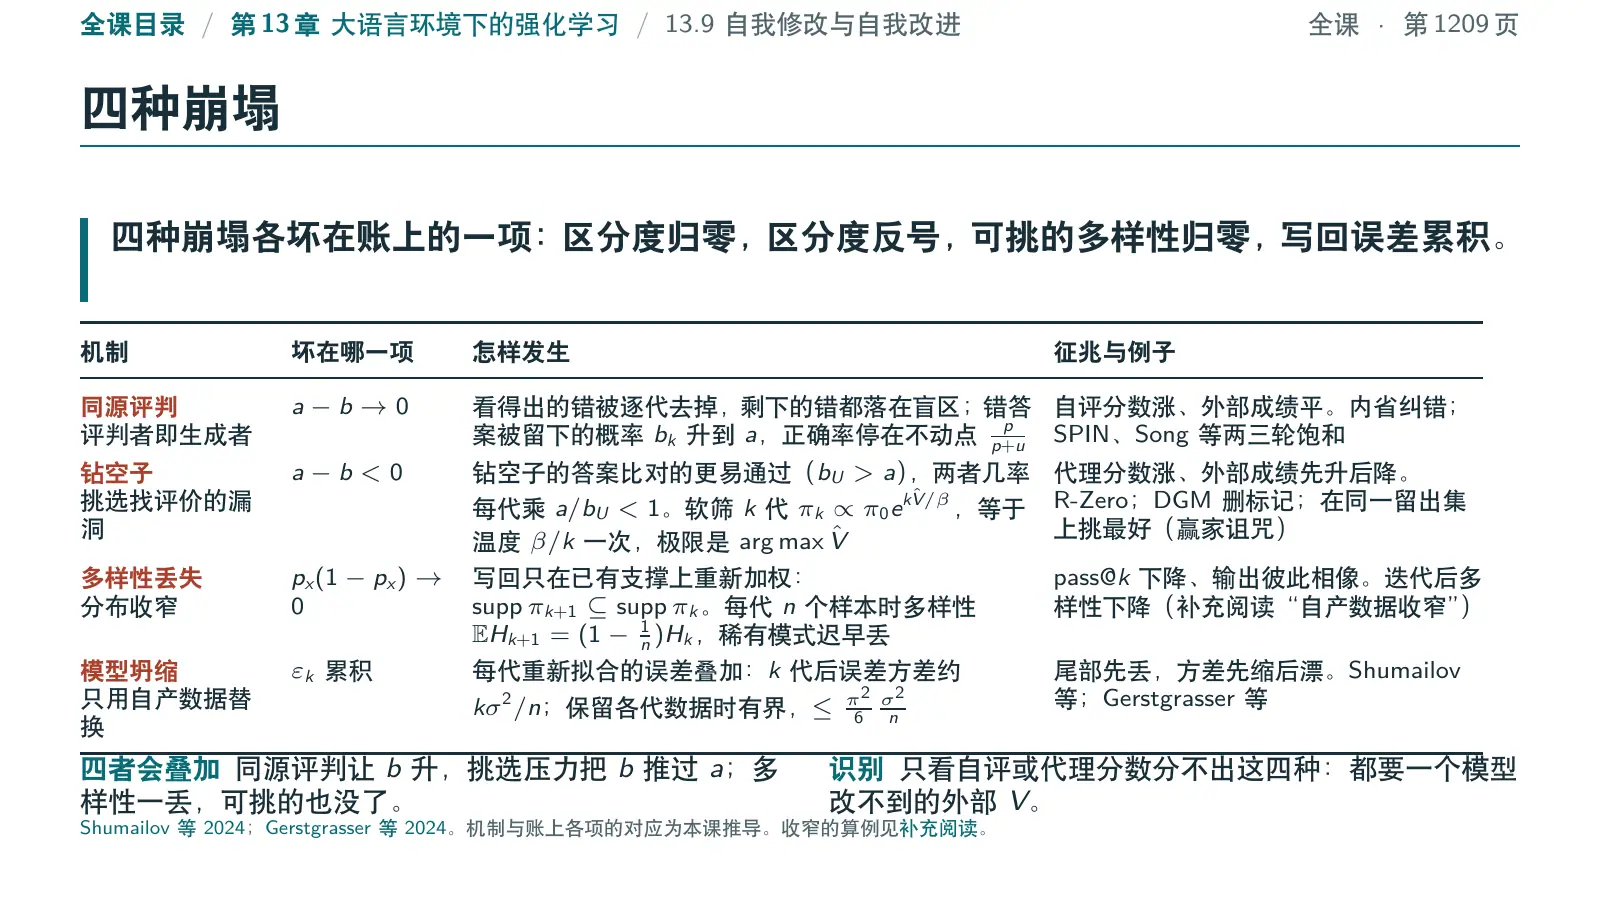 全课目录 / 第 13 章 大语言环境下的强化学习 / 13.9 自我修改与自我改进
全课 · 第 1209 页
四种崩塌
四种崩塌各坏在账上的一项：区分度归零，区分度反号，可挑的多样性归零，写回误差累积。
机制 坏在哪一项 怎样发生 征兆与例子
同源评判
评判者即生成者
a − b → 0
看得出的错被逐代去掉，剩下的错都落在盲区；错答
案被留下的概率 b_k 升到 a，正确率停在不动点 p/(p+u)
自评分数涨、外部成绩平。内省纠错；
SPIN、Song 等两三轮饱和
钻空子
挑选找评价的漏
洞
a − b < 0
钻空子的答案比对的更易通过（b_U > a），两者几率
每代乘 a/b_U < 1。软筛 k 代 π_k ∝ π_0 e^{kV̂/β}，等于
温度 β/k 一次，极限是 arg max V̂
代理分数涨、外部成绩先升后降。
R-Zero；DGM 删标记；在同一留出集
上挑最好（赢家诅咒）
多样性丢失
分布收窄
p_x(1 − p_x) →
0
写回只在已有支撑上重新加权：
supp π_{k+1} ⊆ supp π_k。每代 n 个样本时多样性
𝔼H_{k+1} = (1 − 1/n)H_k，稀有模式迟早丢
pass@k 下降、输出彼此相像。迭代后多
样性下降（补充阅读“自产数据收窄”）
模型坍缩
只用自产数据替
换
ε_k 累积
每代重新拟合的误差叠加：k 代后误差方差约
kσ²/n；保留各代数据时有界，≤ π²/6 σ²/n
尾部先丢，方差先缩后漂。Shumailov
等；Gerstgrasser 等
四者会叠加 同源评判让 b 升，挑选压力把 b 推过 a；多
样性一丢，可挑的也没了。
识别 只看自评或代理分数分不出这四种：都要一个模型
改不到的外部 V。
Shumailov 等 2024；Gerstgrasser 等 2024。机制与账上各项的对应为本课推导。收窄的算例见补充阅读。